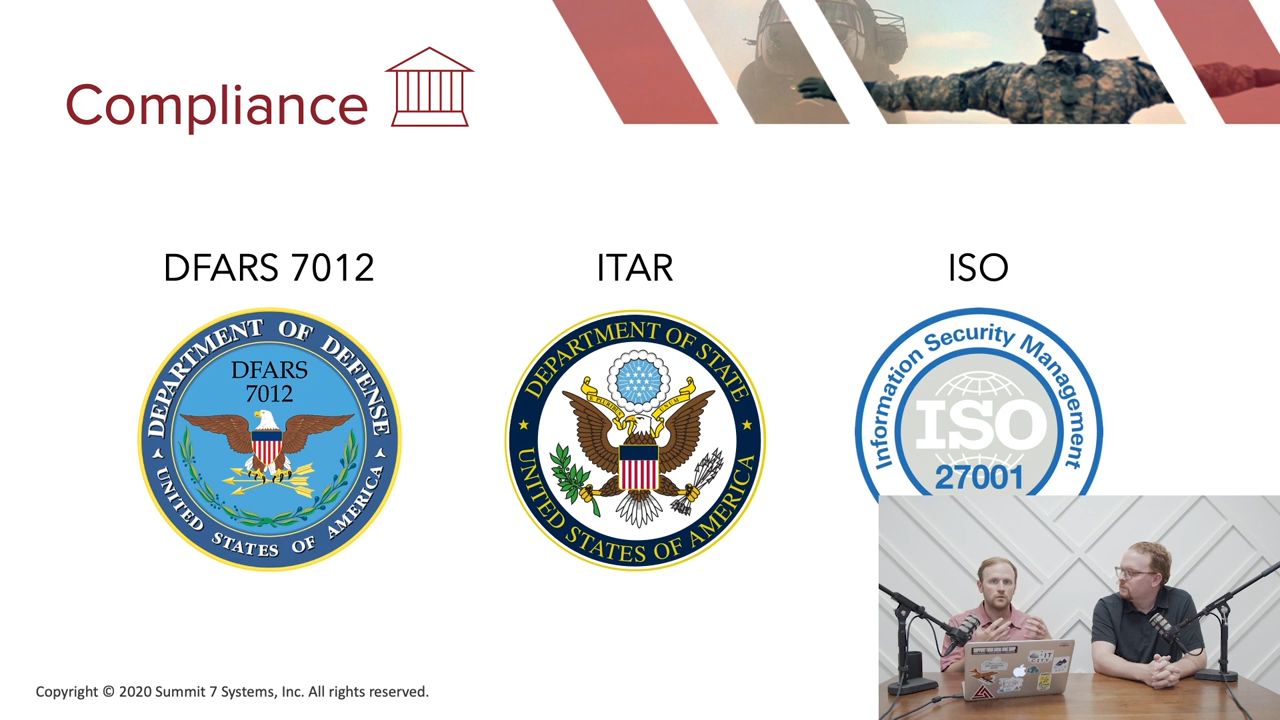 Compliance
DFARS 7012
ITAR
ISO
DEPARTMENT OF DEFENSE
DFARS
7012
UNITED STATES OF AMERICA
DEPARTMENT OF STATE
UNITED STATES OF AMERICA
Information Security Management
ISO
27001
Copyright © 2020 Summit 7 Systems, Inc. All rights reserved.